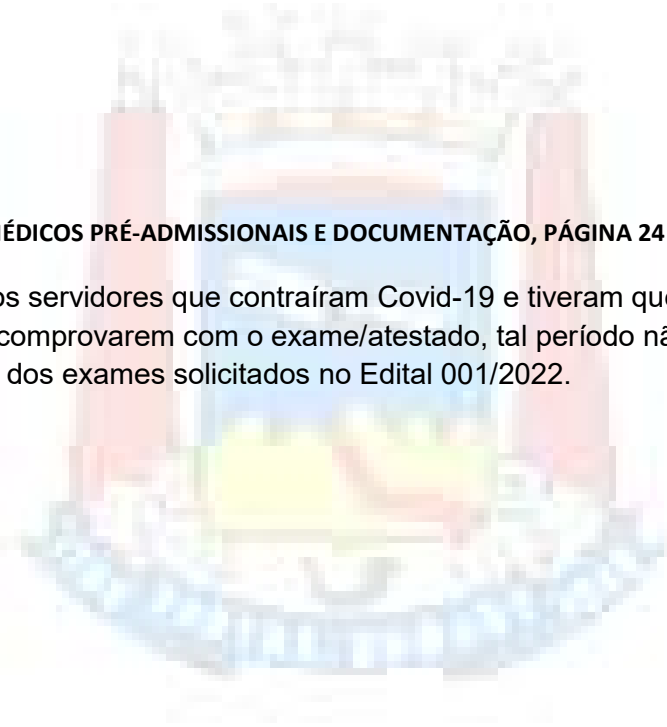 ÉDICOS PRÉ-ADMISSIONAIS E DOCUMENTAÇÃO, PÁGINA 24
os servidores que contraíram Covid-19 e tiveram que
comprovarem com o exame/atestado, tal período nã
dos exames solicitados no Edital 001/2022.